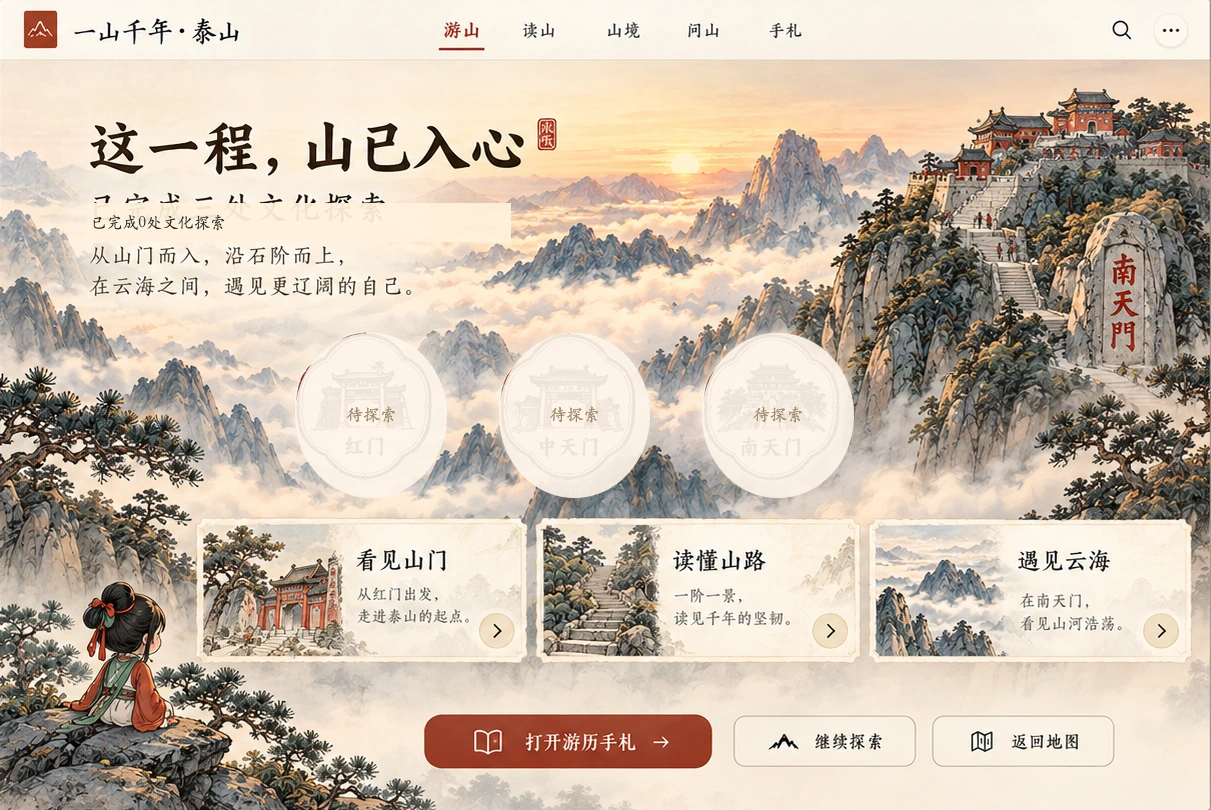 一山千年·泰山
游山
读山
山境
问山
手札
这一程，山已入心
已完成0处文化探索
从山门而入，沿石阶而上，
在云海之间，遇见更辽阔的自己。
待探索
红门
待探索
中天门
待探索
南天门
南天門
看见山门
从红门出发，
走进泰山的起点。
读懂山路
一阶一景，
读见千年的坚韧。
遇见云海
在南天门，
看见山河浩荡。
打开游历手札 →
继续探索
返回地图